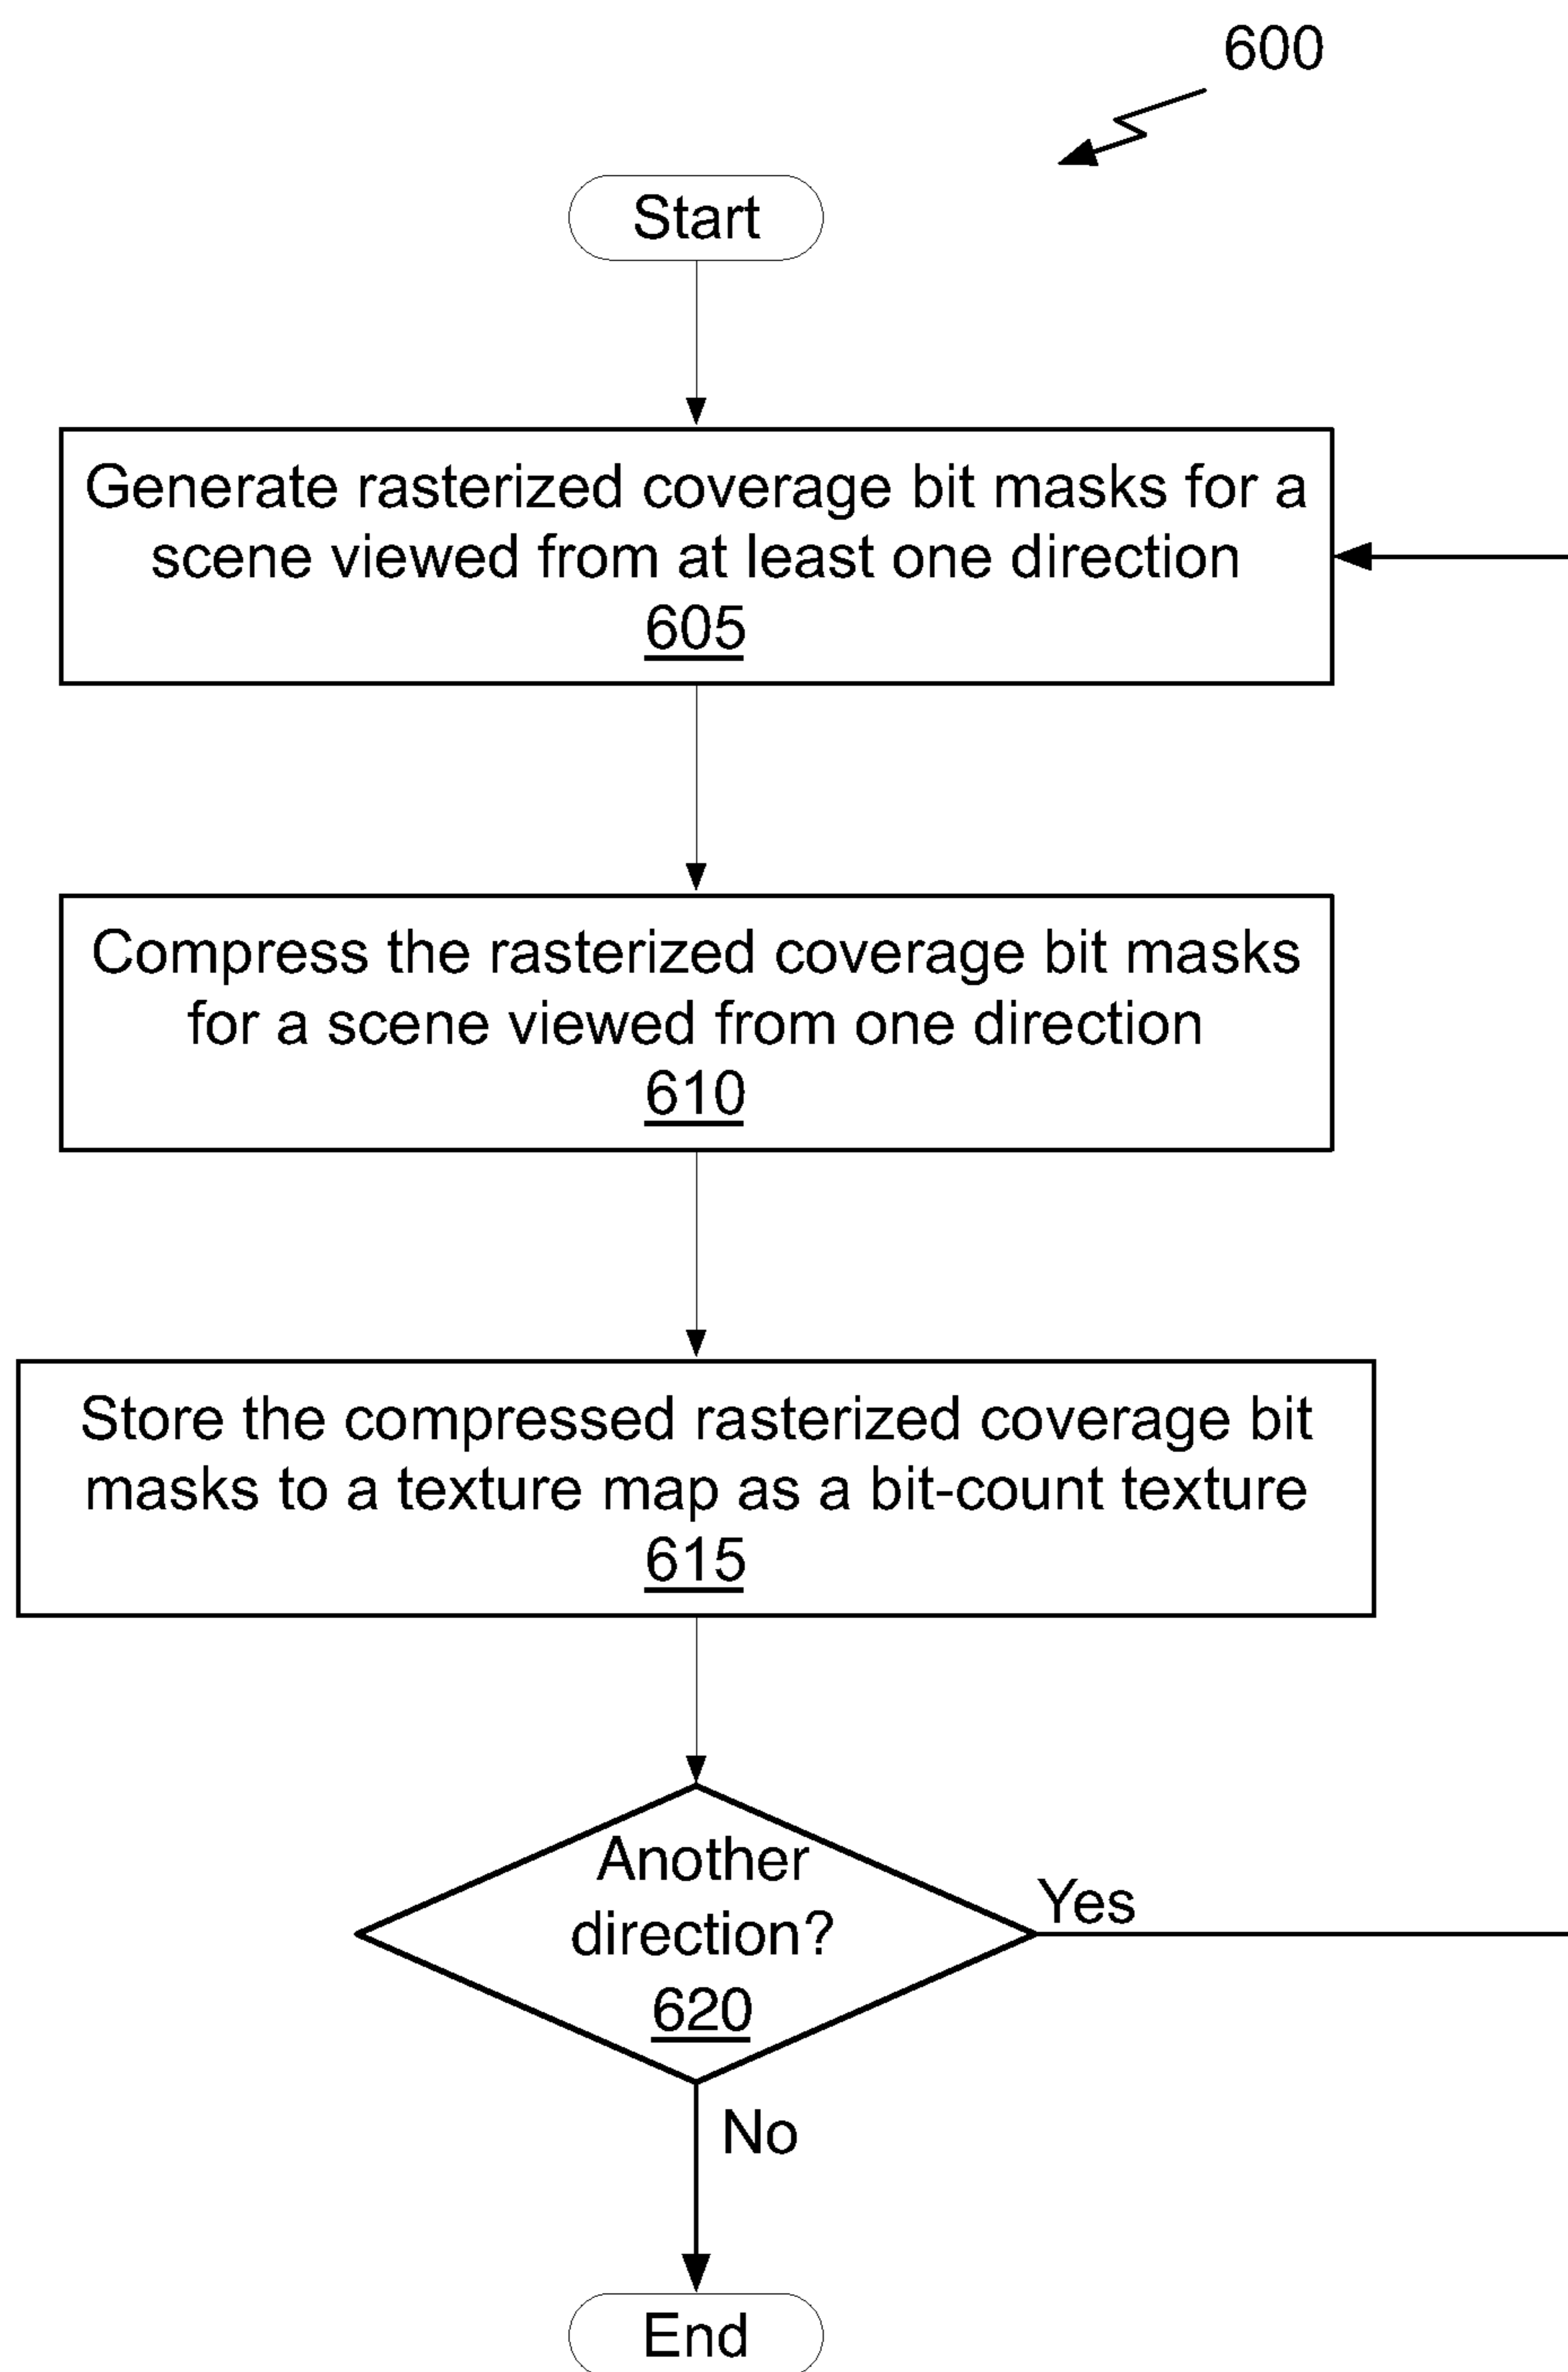 600
Start
Generate rasterized coverage bit masks for a
scene viewed from at least one direction
605
Compress the rasterized coverage bit masks
for a scene viewed from one direction
610
Store the compressed rasterized coverage bit
masks to a texture map as a bit-count texture
615
Another
direction?
620
Yes
No
End